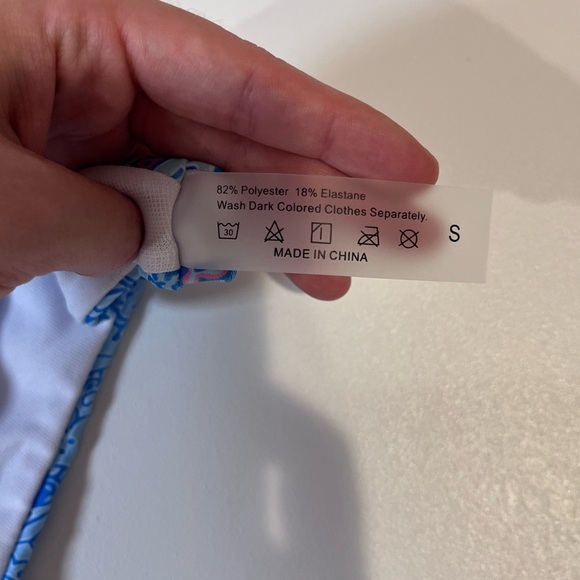 82% Polyester 18% Elastane
Wash Dark Colored Clothes Separately.
30 S
MADE IN CHINA